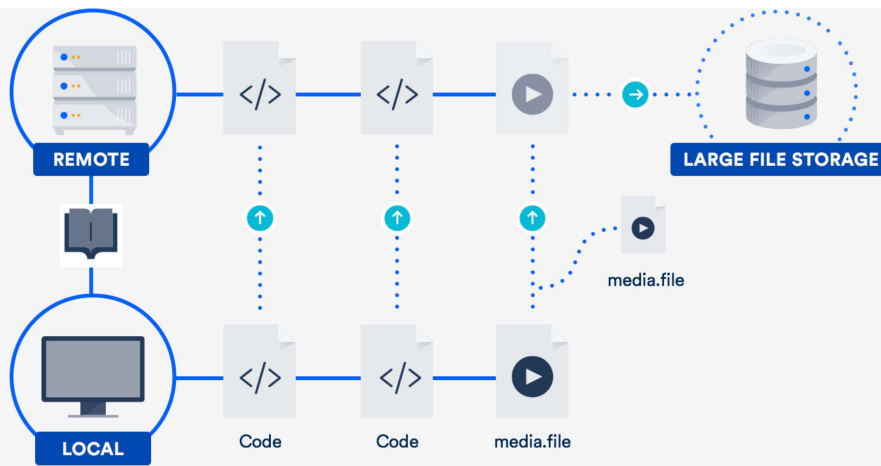 </>
</>
REMOTE
LARGE FILE STORAGE
media.file
</>
</>
Code
Code
media.file
LOCAL